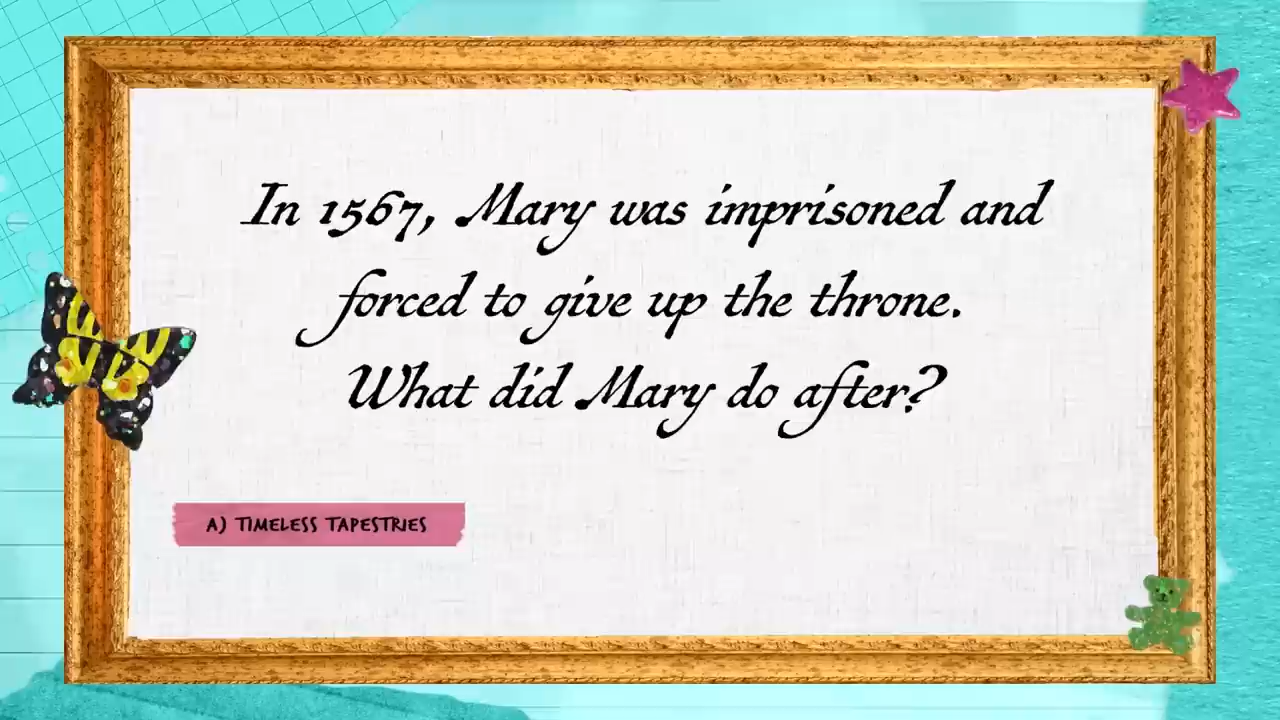 In 1567, Mary was imprisoned and
forced to give up the throne.
What did Mary do after?
A) TIMELESS TAPESTRIES